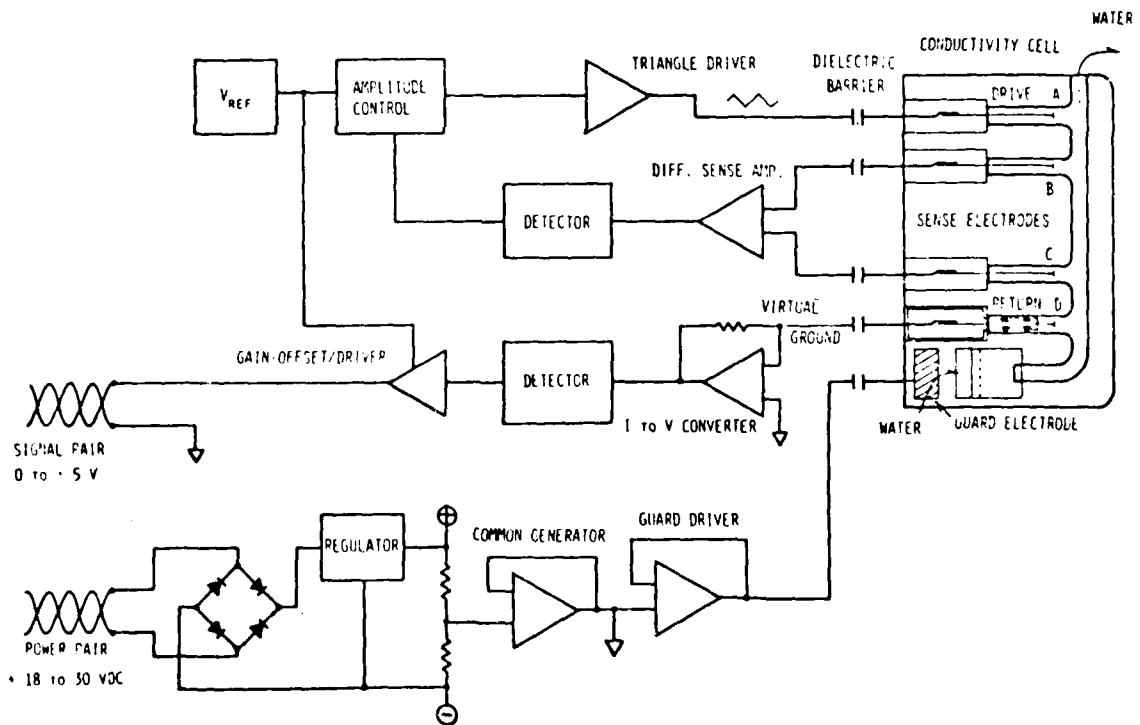 WATER
CONDUCTIVITY CELL
DIELECTRIC
BARRIER
TRIANGLE DRIVER
V REF
AMPLITUDE
CONTROL
DRIVE A
DIFF. SENSE AMP.
B
DETECTOR
SENSE ELECTRODES
C
VIRTUAL
GROUND
RETURN D
GAIN-OFFSET/DRIVER
DETECTOR
I TO V CONVERTER
WATER
GUARD ELECTRODE
SIGNAL PAIR
0 TO + 5 V
REGULATOR
+
COMMON GENERATOR
GUARD DRIVER
POWER PAIR
+ 18 to 30 VDC
-